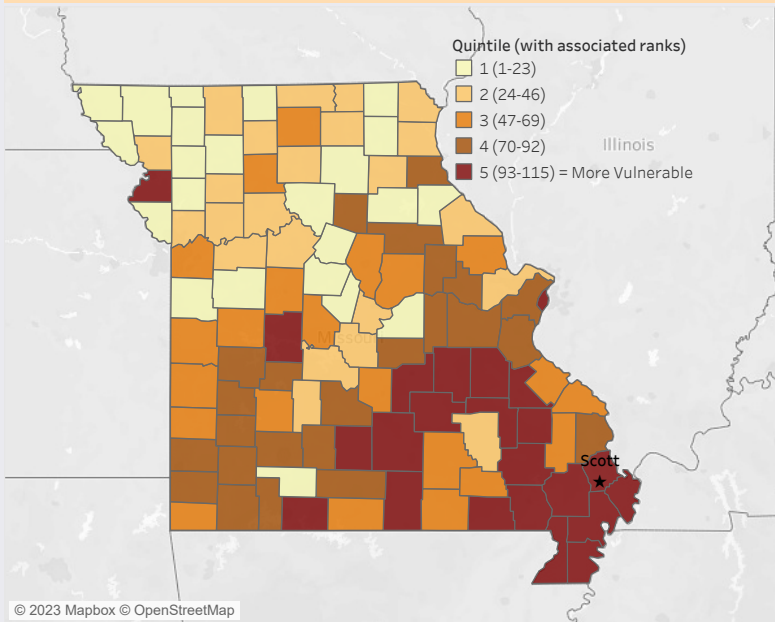 Quintile (with associated ranks)
1 (1-23)
2 (24-46)
3 (47-69)
Illinois
4 (70-92)
5 (93-115) = More Vulnerable
Missouri
Scott
© 2023 Mapbox © OpenStreetMap